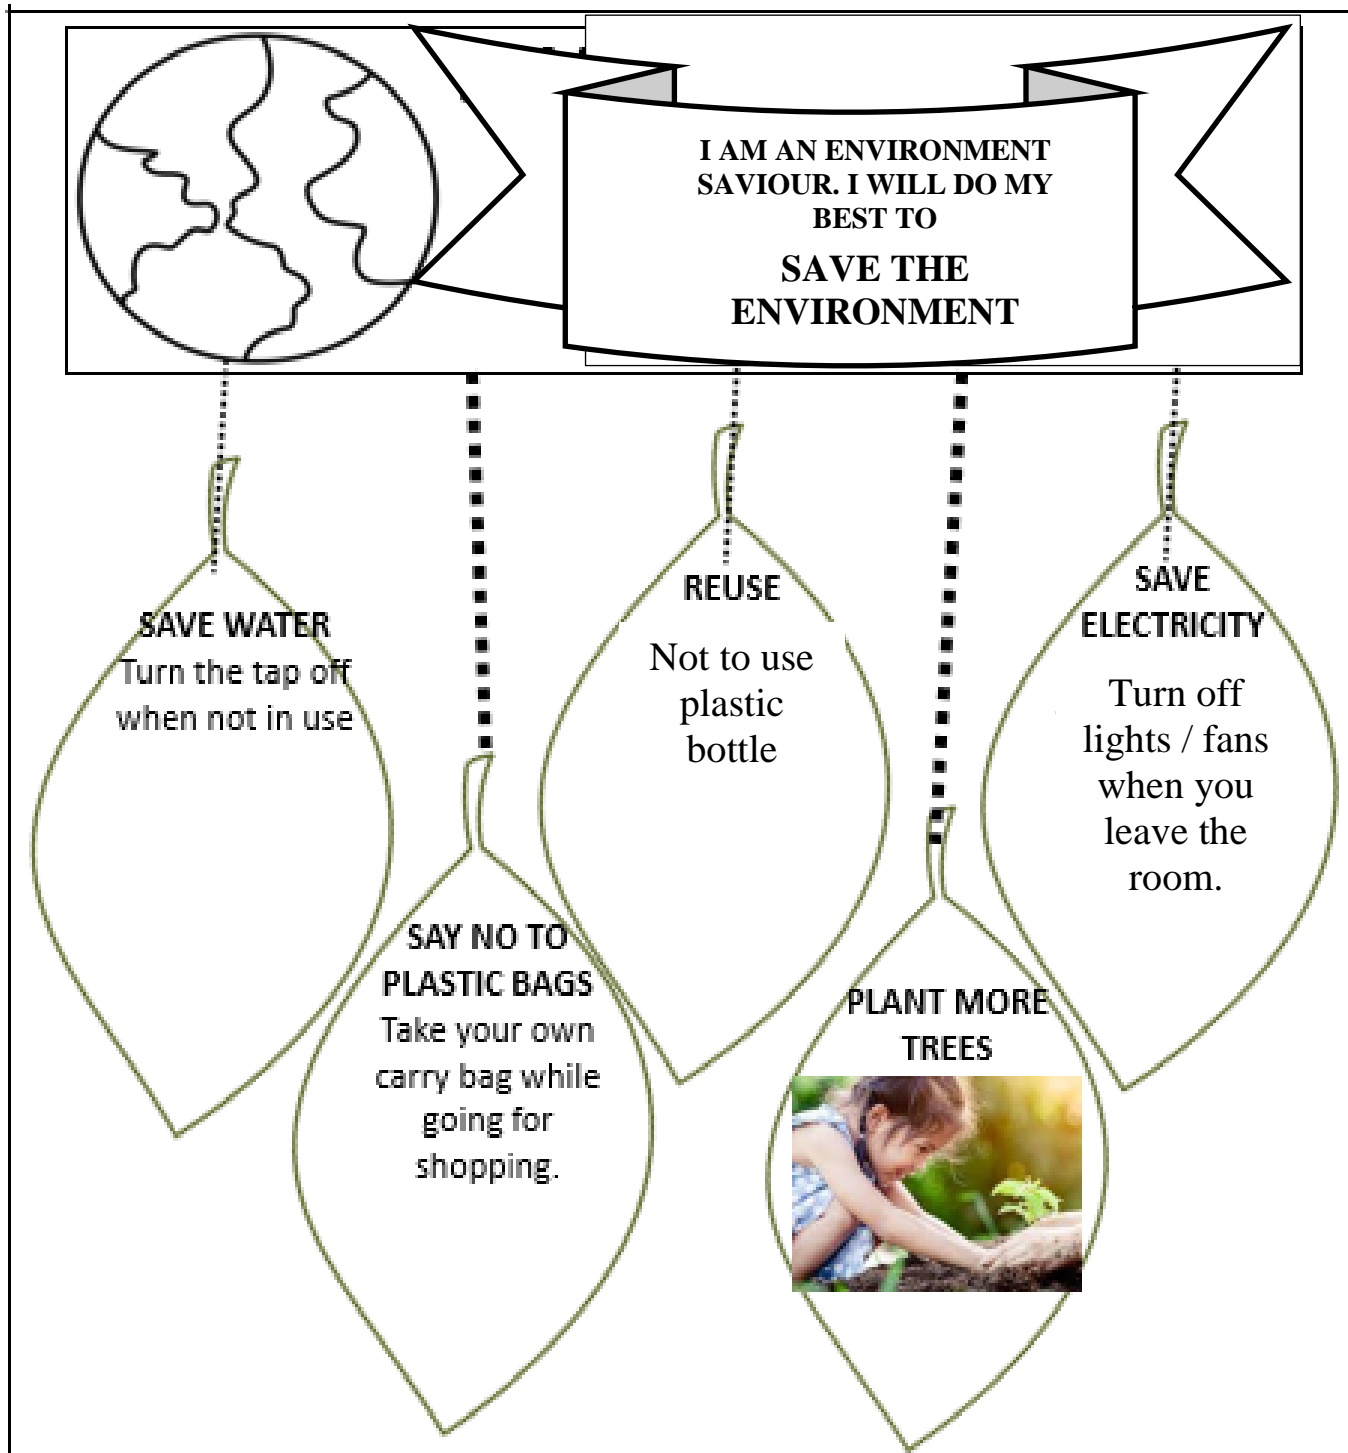 I AM AN ENVIRONMENT
SAVIOUR. I WILL DO MY
BEST TO
SAVE THE
ENVIRONMENT
SAVE WATER
Turn the tap off
when not in use
SAY NO TO
PLASTIC BAGS
Take your own
carry bag while
going for
shopping.
REUSE
Not to use
plastic
bottle
PLANT MORE
TREES
SAVE
ELECTRICITY
Turn off
lights / fans
when you
leave the
room.